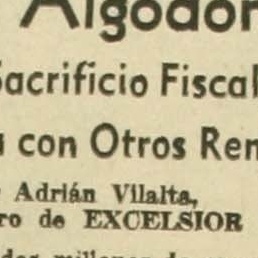 Algodon
Sacrificio Fiscal
con Otros Ren
Adrián Vilalta,
ro de EXCELSIOR